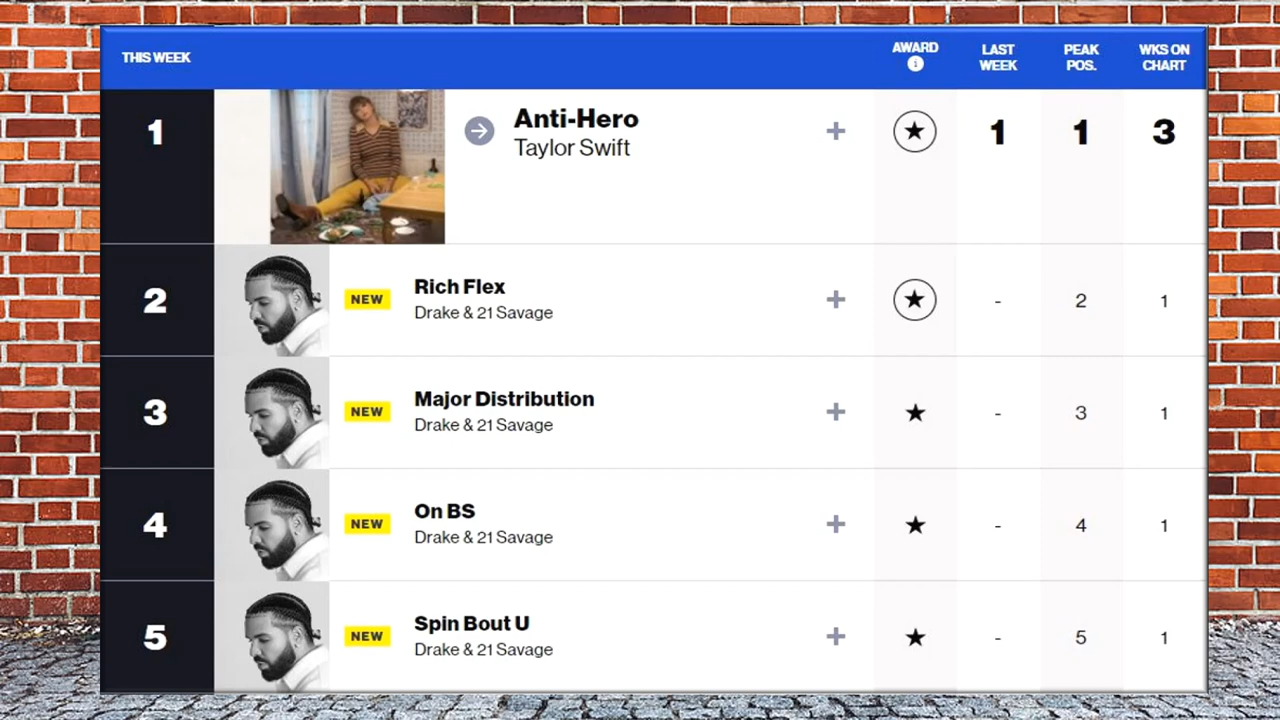 THIS WEEK
AWARD
LAST WEEK
PEAK POS.
WKS ON CHART
1
Anti-Hero
Taylor Swift
1
1
3
2
NEW
Rich Flex
Drake & 21 Savage
-
2
1
3
NEW
Major Distribution
Drake & 21 Savage
-
3
1
4
NEW
On BS
Drake & 21 Savage
-
4
1
5
NEW
Spin Bout U
Drake & 21 Savage
-
5
1